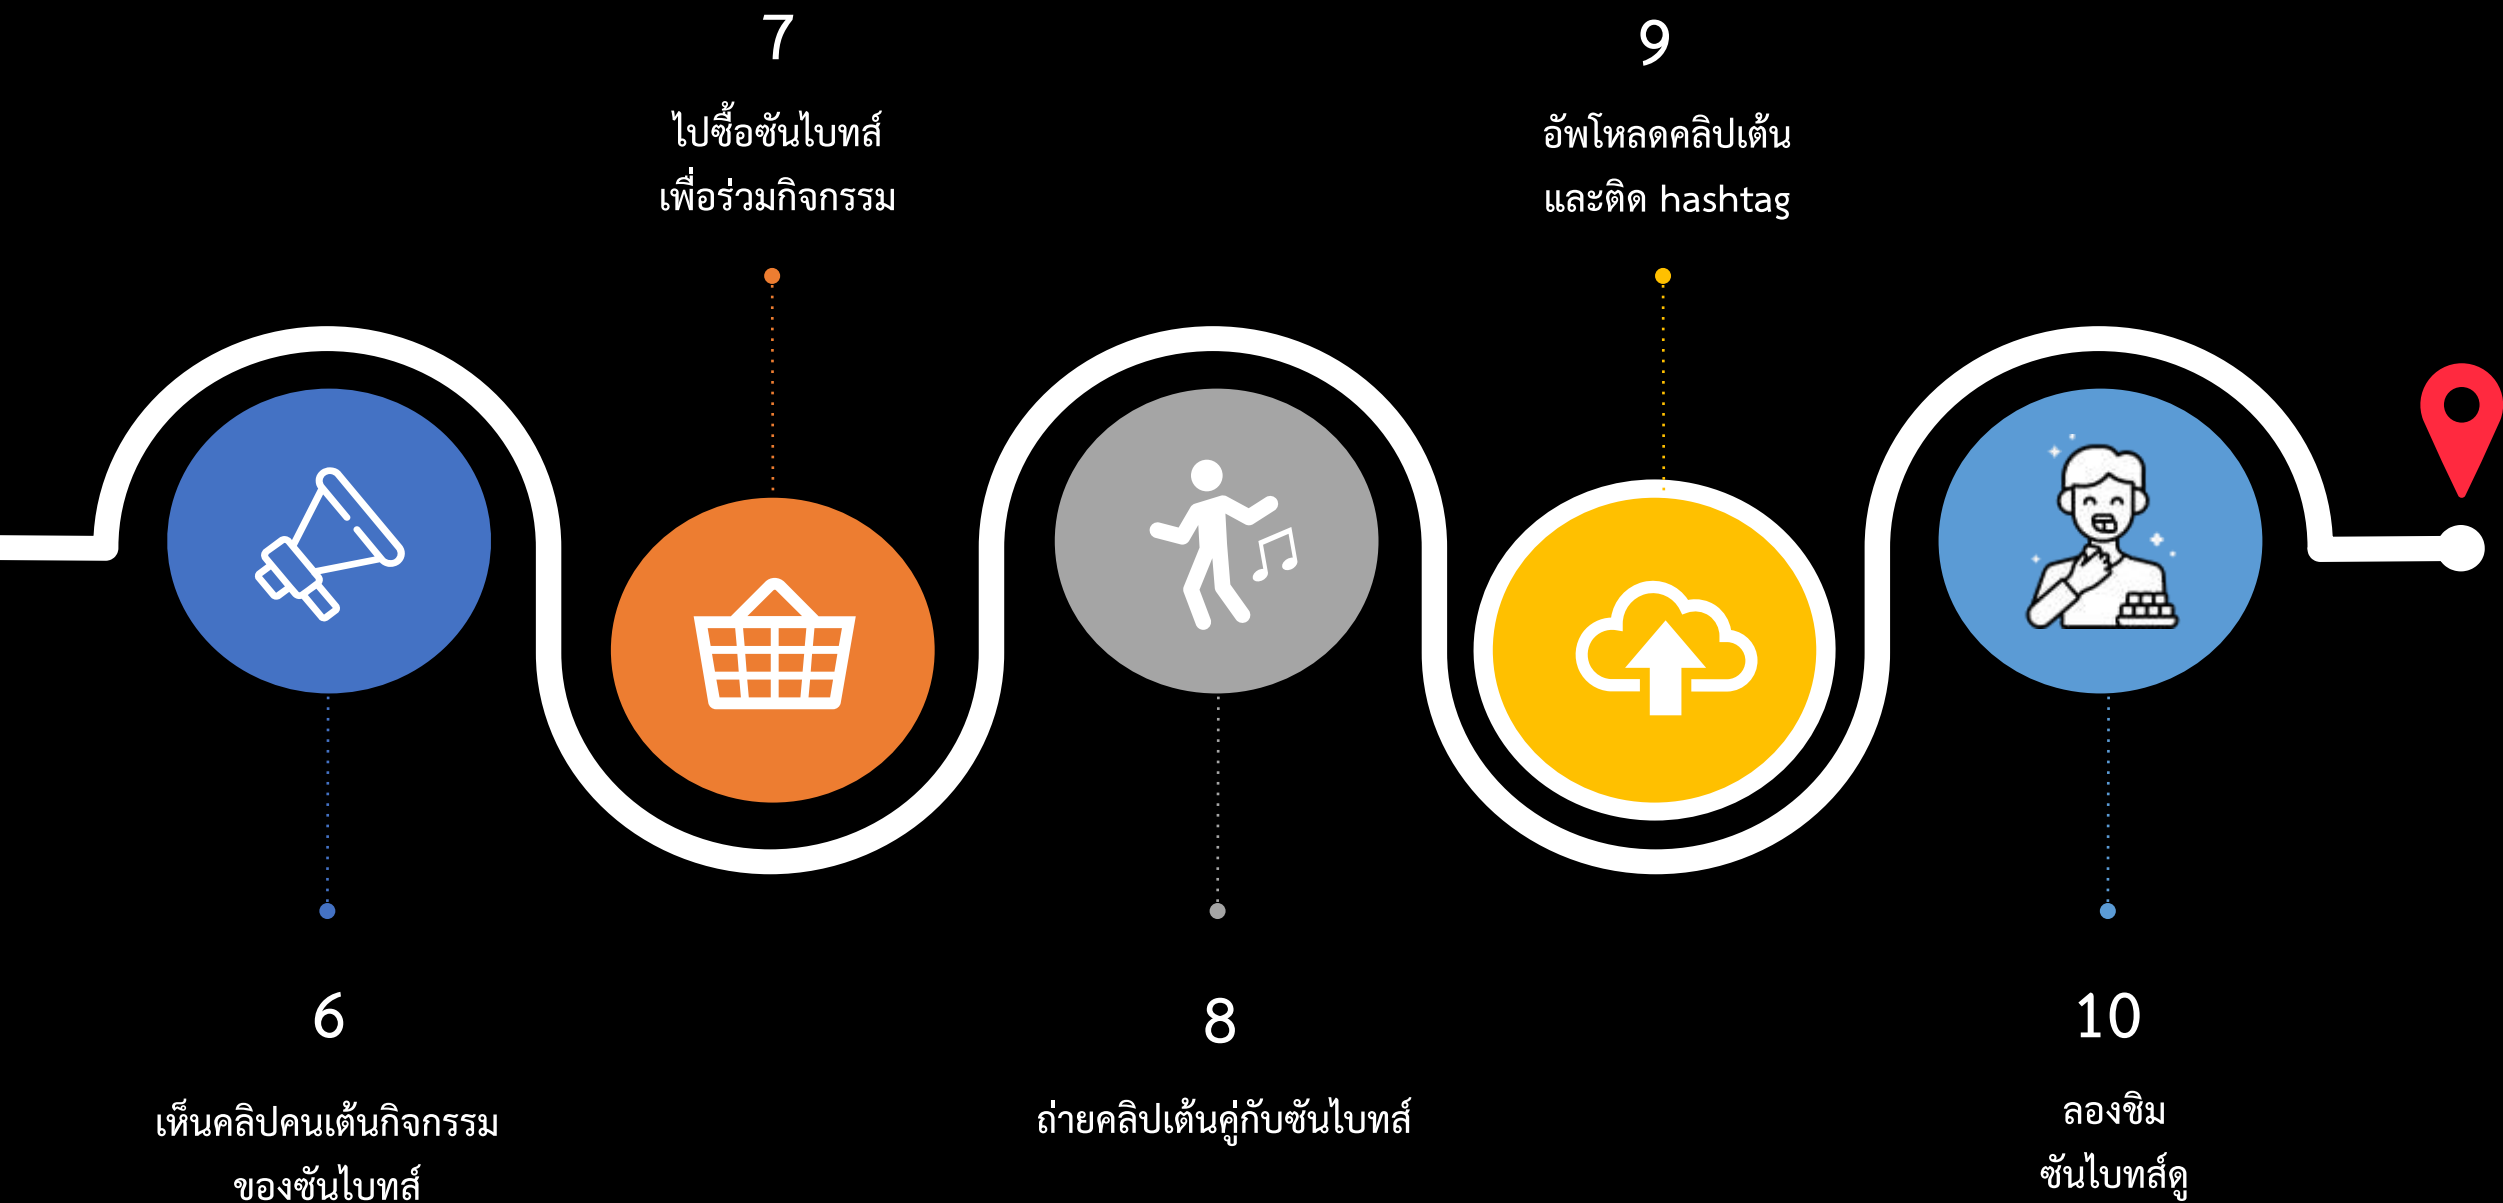 7
ไปซื้อซันไบทส์
เพื่อร่วมกิจกรรม
9
อัพโหลดคลิปเต้น
และติด hashtag
6
เห็นคลิปคนเต้นกิจกรรม
ของซันไบทส์
8
ถ่ายคลิปเต้นคู่กับซันไบทส์
10
ลองชิม
ซันไบทส์ดู